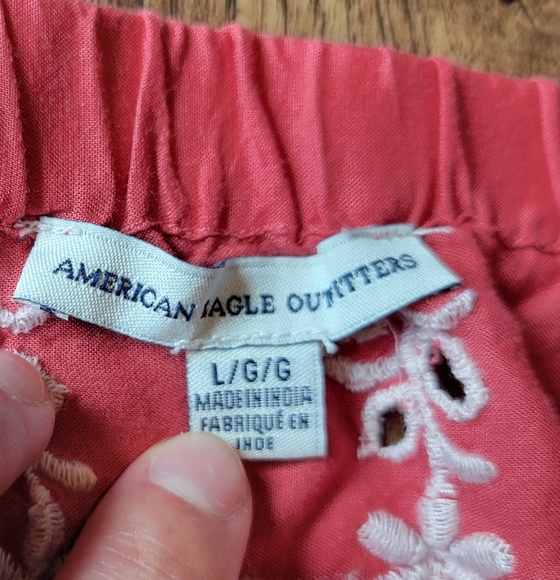 AMERICAN EAGLE OUTFITTERS
L/G/G
MADE IN INDIA
FABRIQUÉ EN
INDE